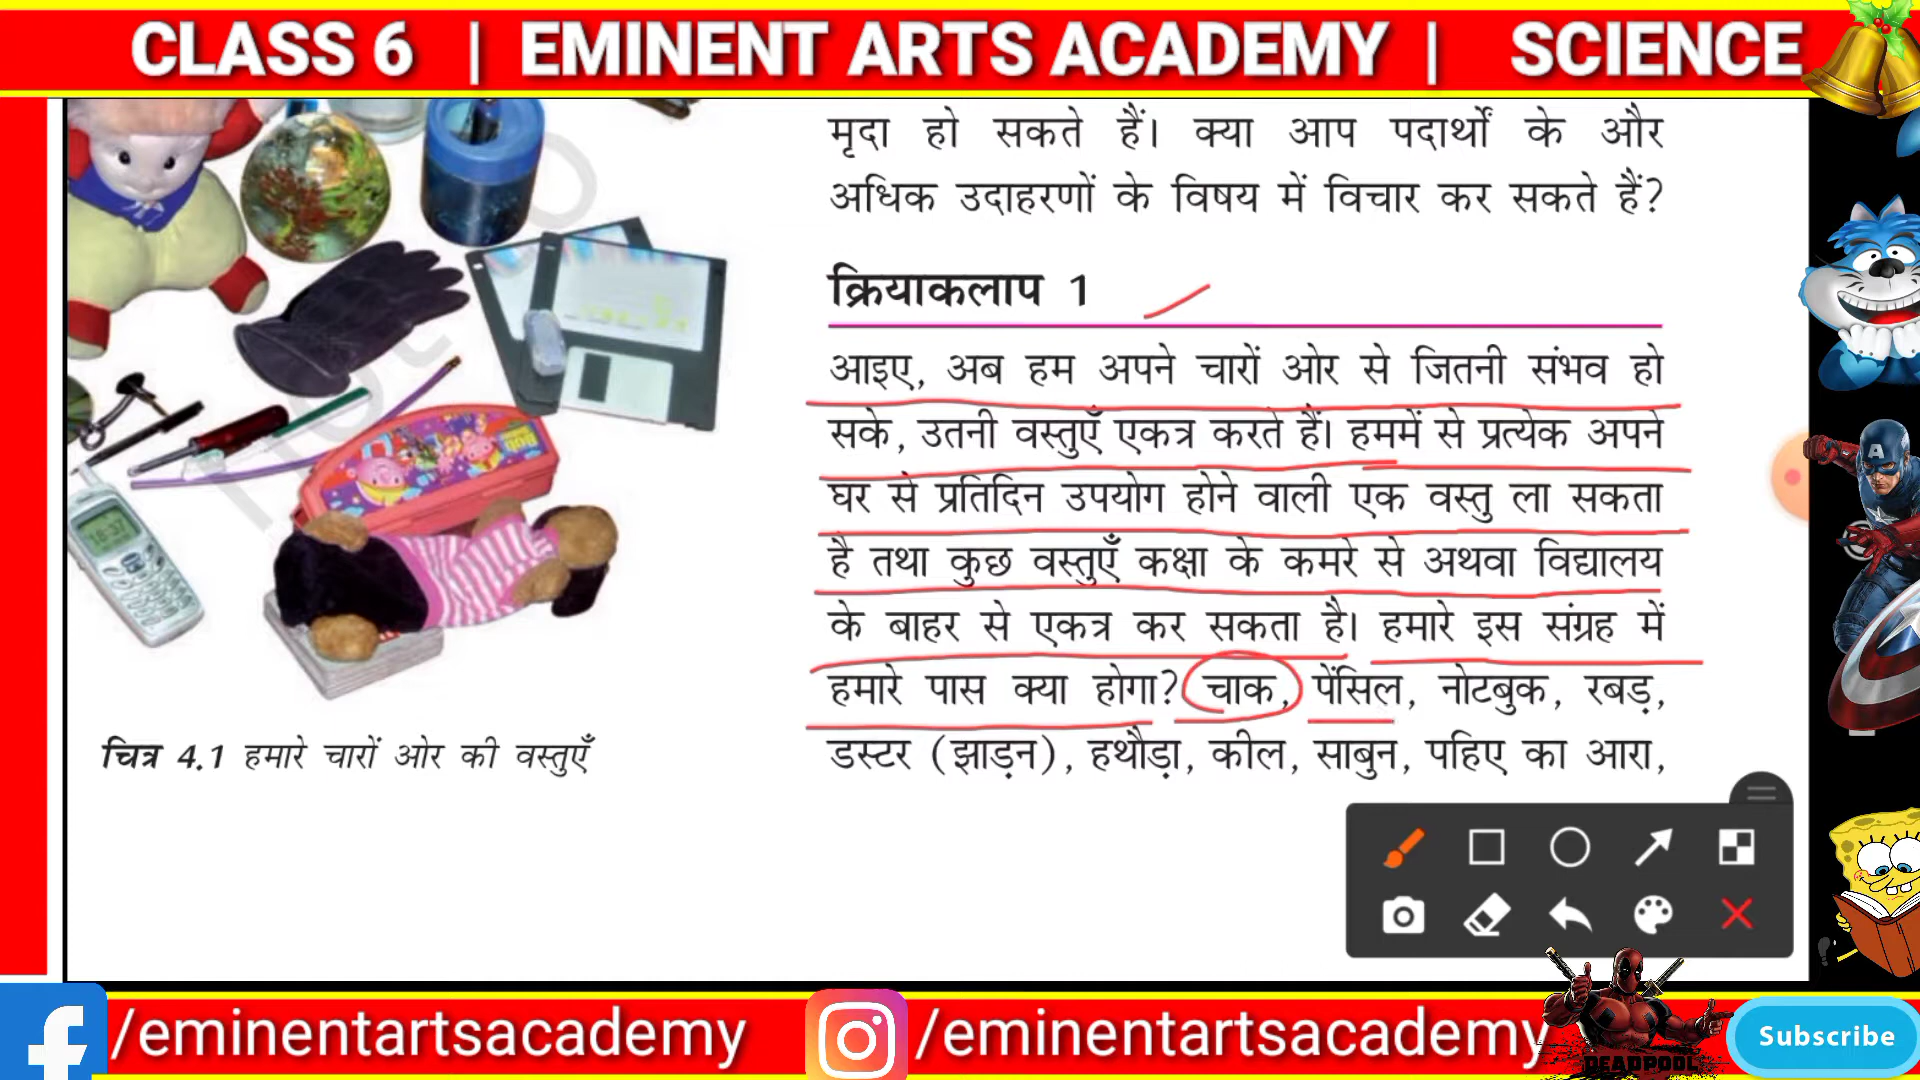 CLASS 6 | EMINENT ARTS ACADEMY | SCIENCE
मृदा हो सकते हैं। क्या आप पदार्थों के और
अधिक उदाहरणों के विषय में विचार कर सकते हैं?
क्रियाकलाप 1
आइए, अब हम अपने चारों ओर से जितनी संभव हो
सके, उतनी वस्तुएँ एकत्र करते हैं। हममें से प्रत्येक अपने
घर से प्रतिदिन उपयोग होने वाली एक वस्तु ला सकता
है तथा कुछ वस्तुएँ कक्षा के कमरे से अथवा विद्यालय
के बाहर से एकत्र कर सकता है। हमारे इस संग्रह में
हमारे पास क्या होगा? चाक, पेंसिल, नोटबुक, रबड़,
डस्टर (झाड़न), हथौड़ा, कील, साबुन, पहिए का आरा,
चित्र 4.1 हमारे चारों ओर की वस्तुएँ
/eminentartsacademy
/eminentartsacademy
DEADPOOL
Subscribe